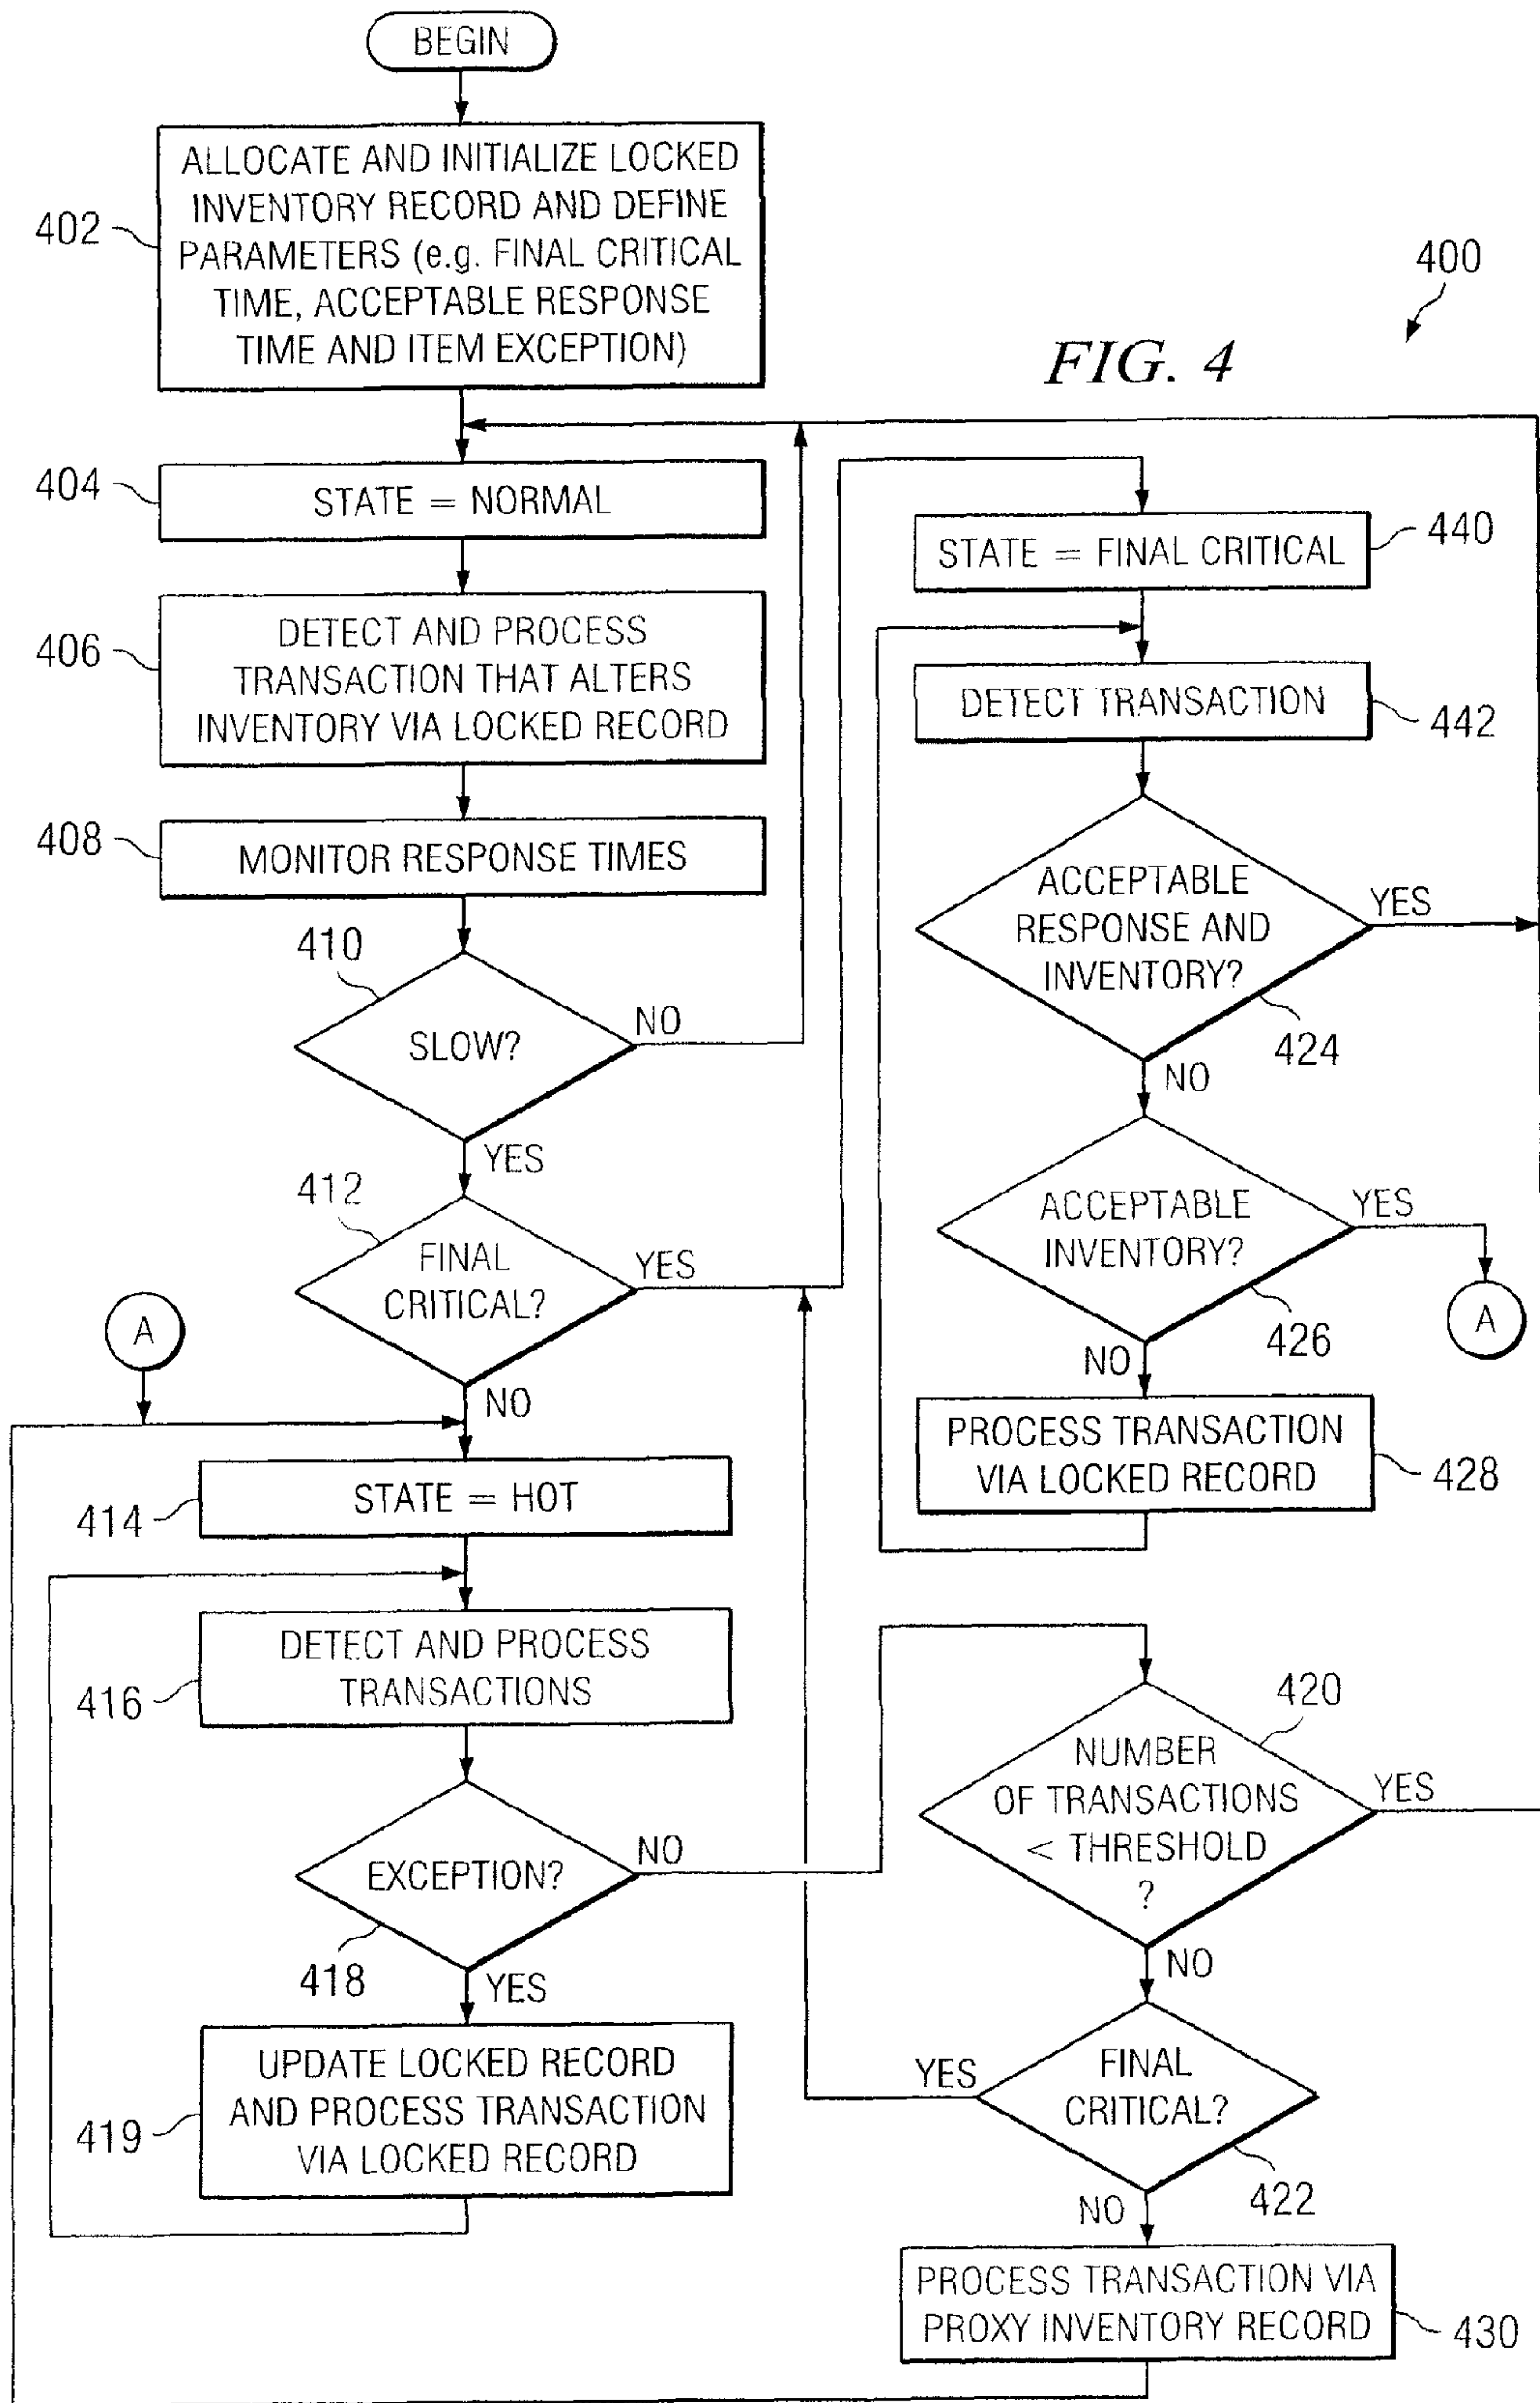 BEGIN
402
ALLOCATE AND INITIALIZE LOCKED
INVENTORY RECORD AND DEFINE
PARAMETERS (e.g. FINAL CRITICAL
TIME, ACCEPTABLE RESPONSE
TIME AND ITEM EXCEPTION)
400
FIG. 4
404
STATE = NORMAL
406
DETECT AND PROCESS
TRANSACTION THAT ALTERS
INVENTORY VIA LOCKED RECORD
408
MONITOR RESPONSE TIMES
410
SLOW?
NO
YES
412
FINAL
CRITICAL?
YES
NO
A
414
STATE = HOT
416
DETECT AND PROCESS
TRANSACTIONS
EXCEPTION?
NO
418
YES
419
UPDATE LOCKED RECORD
AND PROCESS TRANSACTION
VIA LOCKED RECORD
STATE = FINAL CRITICAL
440
DETECT TRANSACTION
442
ACCEPTABLE
RESPONSE AND
INVENTORY?
YES
424
NO
ACCEPTABLE
INVENTORY?
YES
426
A
NO
PROCESS TRANSACTION
VIA LOCKED RECORD
428
420
NUMBER
OF TRANSACTIONS
< THRESHOLD
?
YES
NO
FINAL
CRITICAL?
YES
422
NO
PROCESS TRANSACTION VIA
PROXY INVENTORY RECORD
430